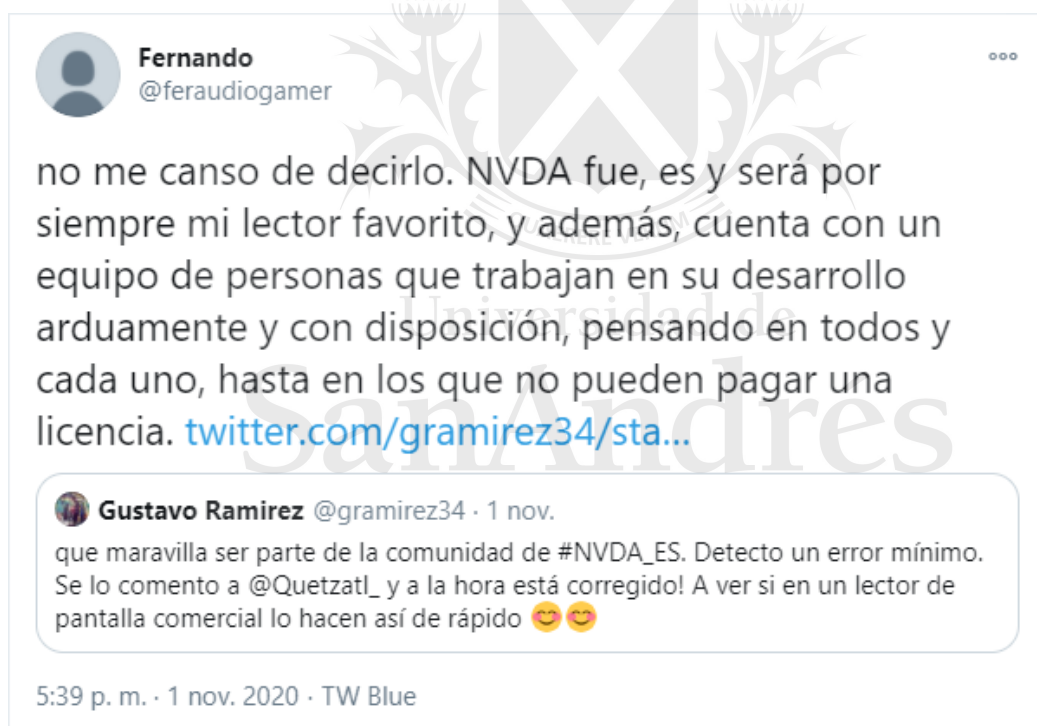 Fernando
@feraudiogamer
no me canso de decirlo. NVDA fue, es y será por
siempre mi lector favorito, y además, cuenta con un
equipo de personas que trabajan en su desarrollo
arduamente y con disposición, pensando en todos y
cada uno, hasta en los que no pueden pagar una
licencia. twitter.com/gramirez34/sta...
Gustavo Ramirez @gramirez34 · 1 nov.
que maravilla ser parte de la comunidad de #NVDA_ES. Detecto un error mínimo.
Se lo comento a @Quetzatl_ y a la hora está corregido! A ver si en un lector de
pantalla comercial lo hacen así de rápido 😊😊
5:39 p. m. · 1 nov. 2020 · TW Blue
Universidad de
SanAndrés